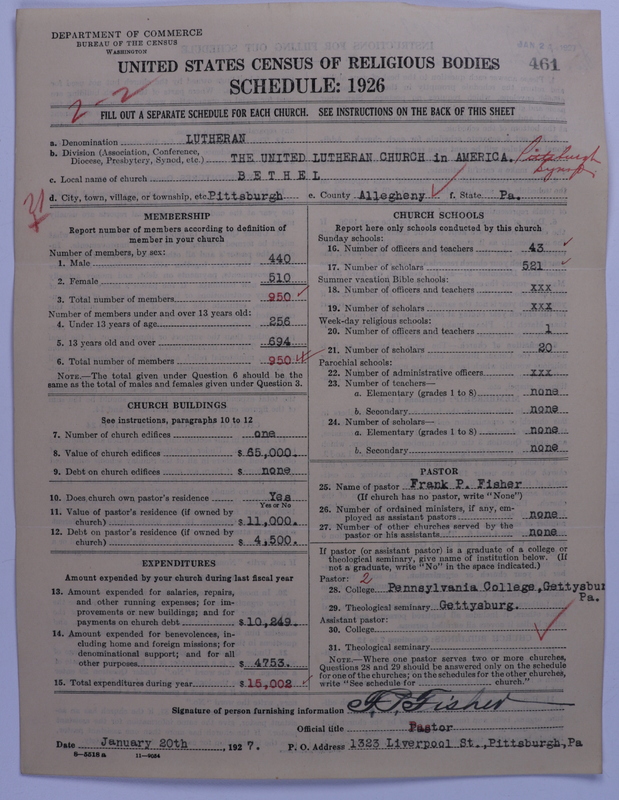 DEPARTMENT OF COMMERCE
BUREAU OF THE CENSUS
WASHINGTON
UNITED STATES CENSUS OF RELIGIOUS BODIES
461
SCHEDULE: 1926
2-2
FILL OUT A SEPARATE SCHEDULE FOR EACH CHURCH. SEE INSTRUCTIONS ON THE BACK OF THIS SHEET
a. Denomination LUTHERAN
b. Division (Association, Conference, Diocese, Presbytery, Synod, etc.) THE UNITED LUTHERAN CHURCH in AMERICA. Pittsburgh Synod
c. Local name of church BETHEL
d. City, town, village, or township, etc. Pittsburgh e. County Allegheny f. State Pa.
MEMBERSHIP
Report number of members according to definition of
member in your church
Number of members, by sex:
1. Male 440
2. Female 510
3. Total number of members 950
Number of members under and over 13 years old:
4. Under 13 years of age 256
5. 13 years old and over 694
6. Total number of members 950
NOTE.—The total given under Question 6 should be
same as the total of males and females given under Question 3.
CHURCH BUILDINGS
See instructions, paragraphs 10 to 12
7. Number of church edifices one
8. Value of church edifices $65,000.
9. Debt on church edifices $ none
10. Does church own pastor's residence Yes
Yes or No
11. Value of pastor's residence (if owned by
church) $11,000.
12. Debt on pastor's residence (if owned by
church) $ 4,500.
EXPENDITURES
Amount expended by your church during last fiscal year
13. Amount expended for salaries, repairs,
and other running expenses; for im-
provements or new buildings; and for
payments on church debt $10,249.
14. Amount expended for benevolences, in-
cluding home and foreign missions; for
denominational support; and for all
other purposes $ 4753.
15. Total expenditures during year $15,002
CHURCH SCHOOLS
Report here only schools conducted by this church
Sunday schools:
16. Number of officers and teachers 43
17. Number of scholars 521
Summer vacation Bible schools:
18. Number of officers and teachers xxx
19. Number of scholars xxx
Week-day religious schools:
20. Number of officers and teachers 1
21. Number of scholars 20
Parochial schools:
22. Number of administrative officers xxx
23. Number of teachers—
a. Elementary (grades 1 to 8) none
b. Secondary none
24. Number of scholars—
a. Elementary (grades 1 to 8) none
b. Secondary none
PASTOR
25. Name of pastor Frank P. Fisher
(If church has no pastor, write "None")
26. Number of ordained ministers, if any, em-
ployed as assistant pastors none
27. Number of other churches served by the
pastor or his assistants none
If pastor (or assistant pastor) is a graduate of a college or
theological seminary, give name of institution below. (If
not a graduate, write "No" in the space indicated.)
Pastor: 2
28. College Pennsylvania College,Gettysbur
Pa.
29. Theological seminary Gettysburg.
Assistant pastor:
30. College
31. Theological seminary
NOTE.—Where one pastor serves two or more churches,
Questions 28 and 29 should be answered only on the schedule
for one of the churches; on the schedules for the other churches,
write "See schedule for church."
Signature of person furnishing information F. P. Fisher
Official title Pastor
Date January 20th, 1927. P. O. Address 1323 Liverpool St.,Pittsburgh,Pa
8—5518 a 11—9034